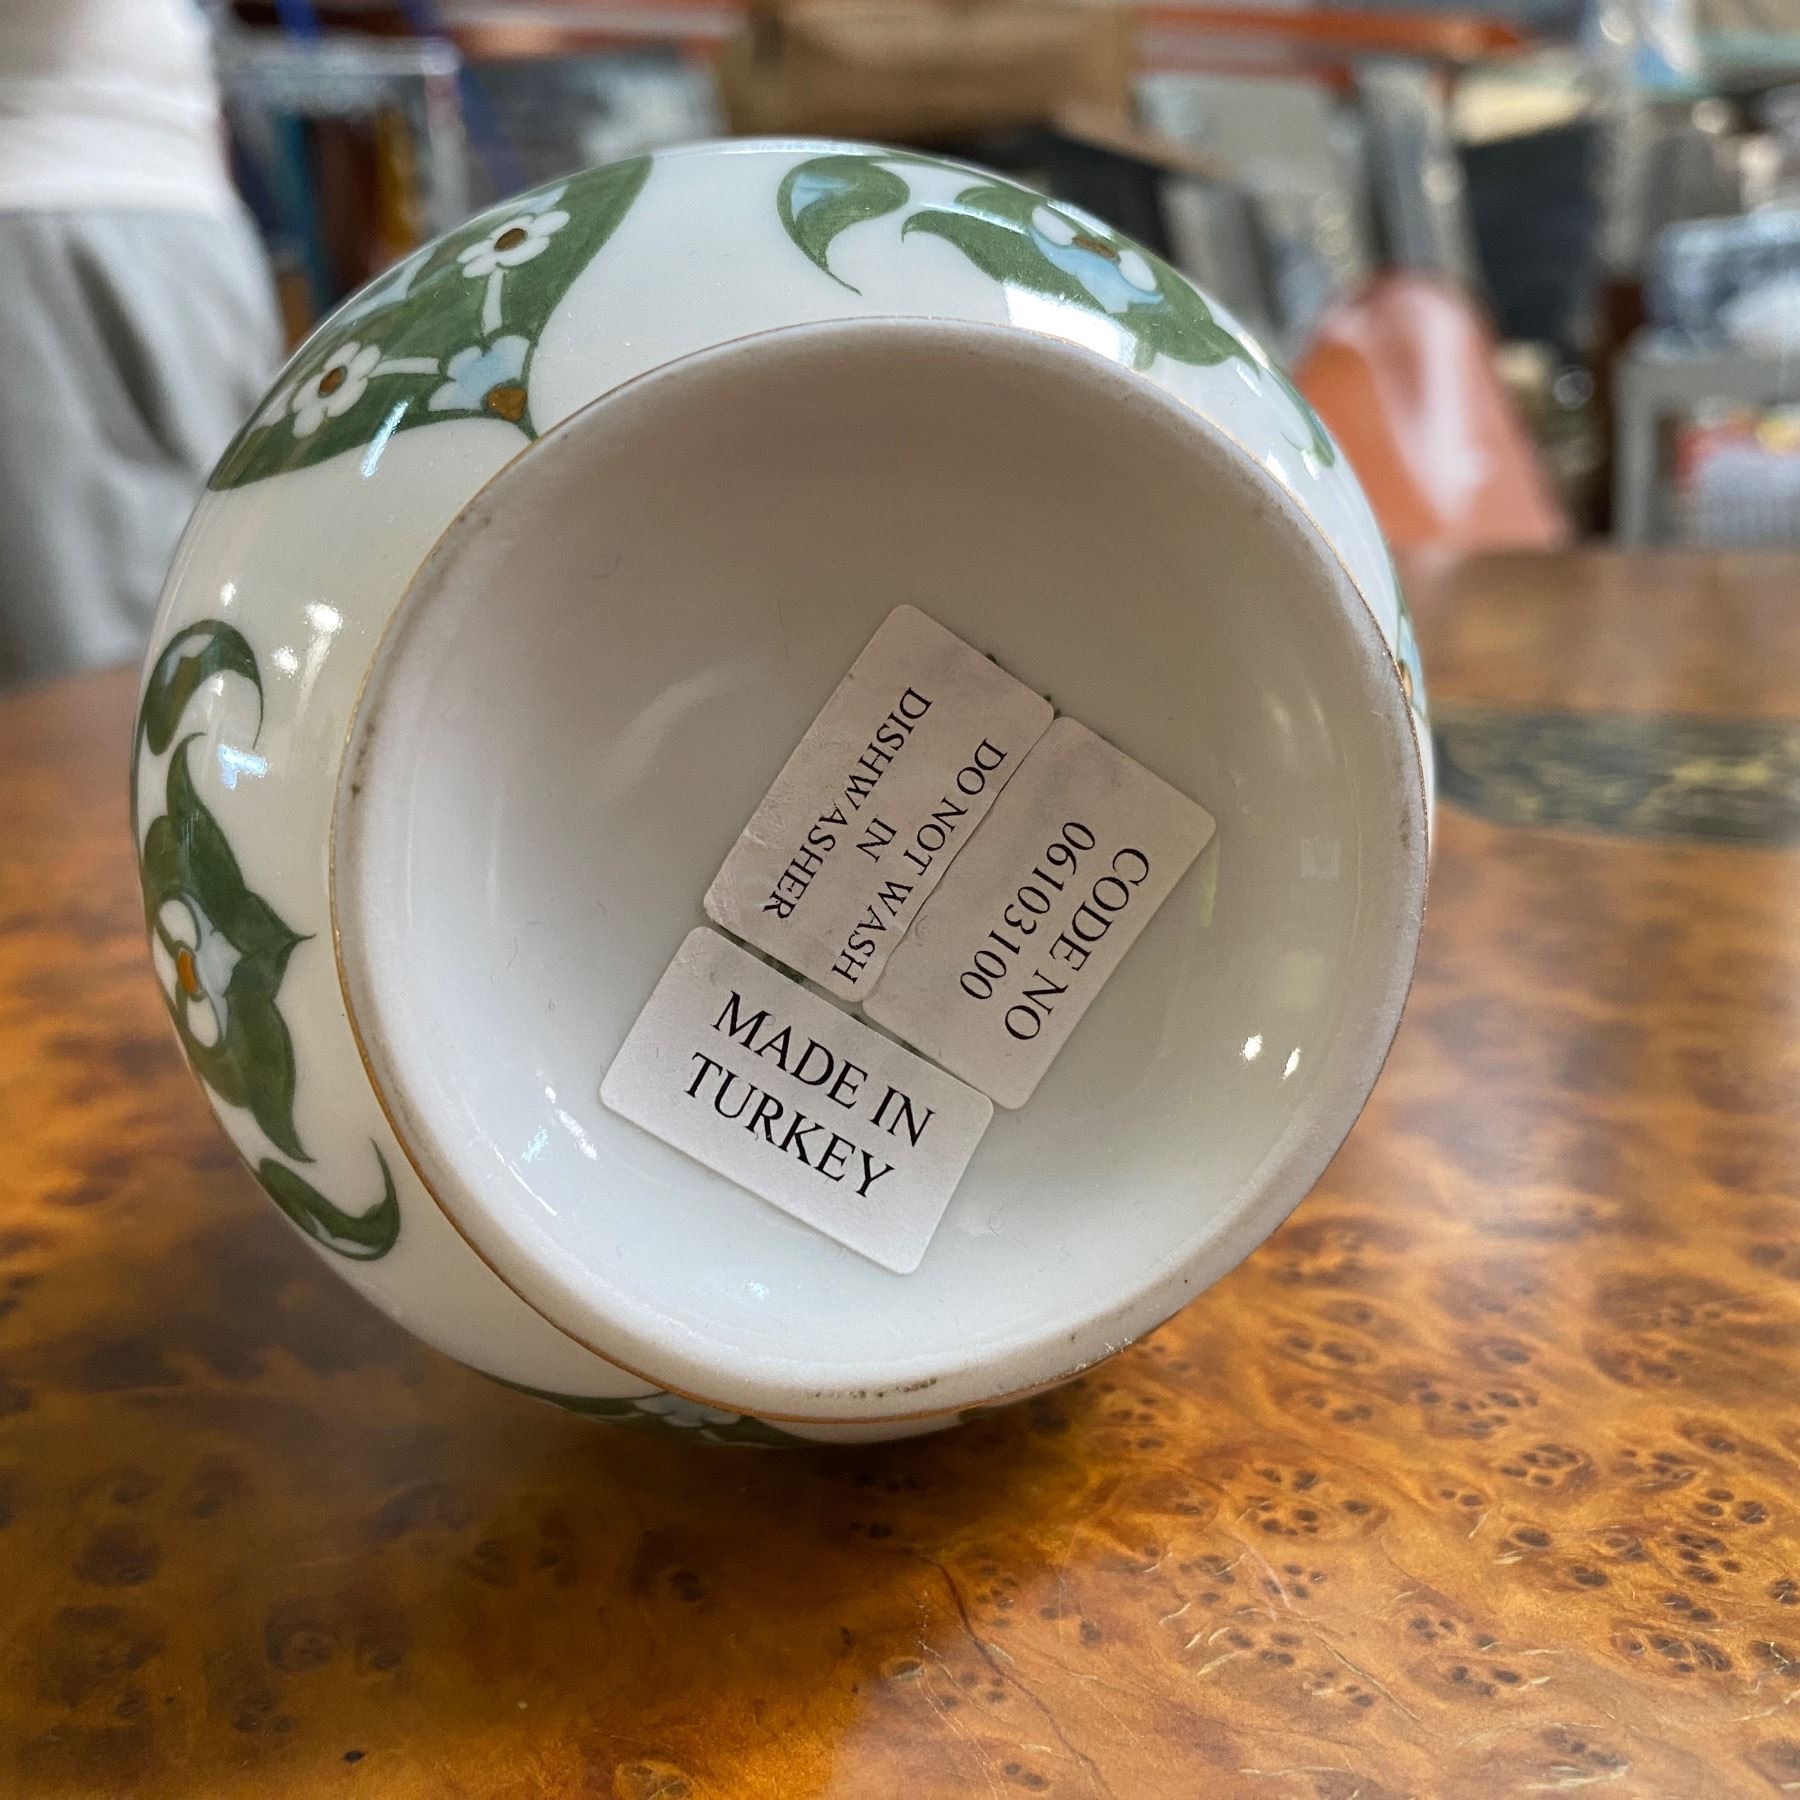 DO NOT WASH
IN
DISHWASHER
CODE NO
06103100
MADE IN
TURKEY